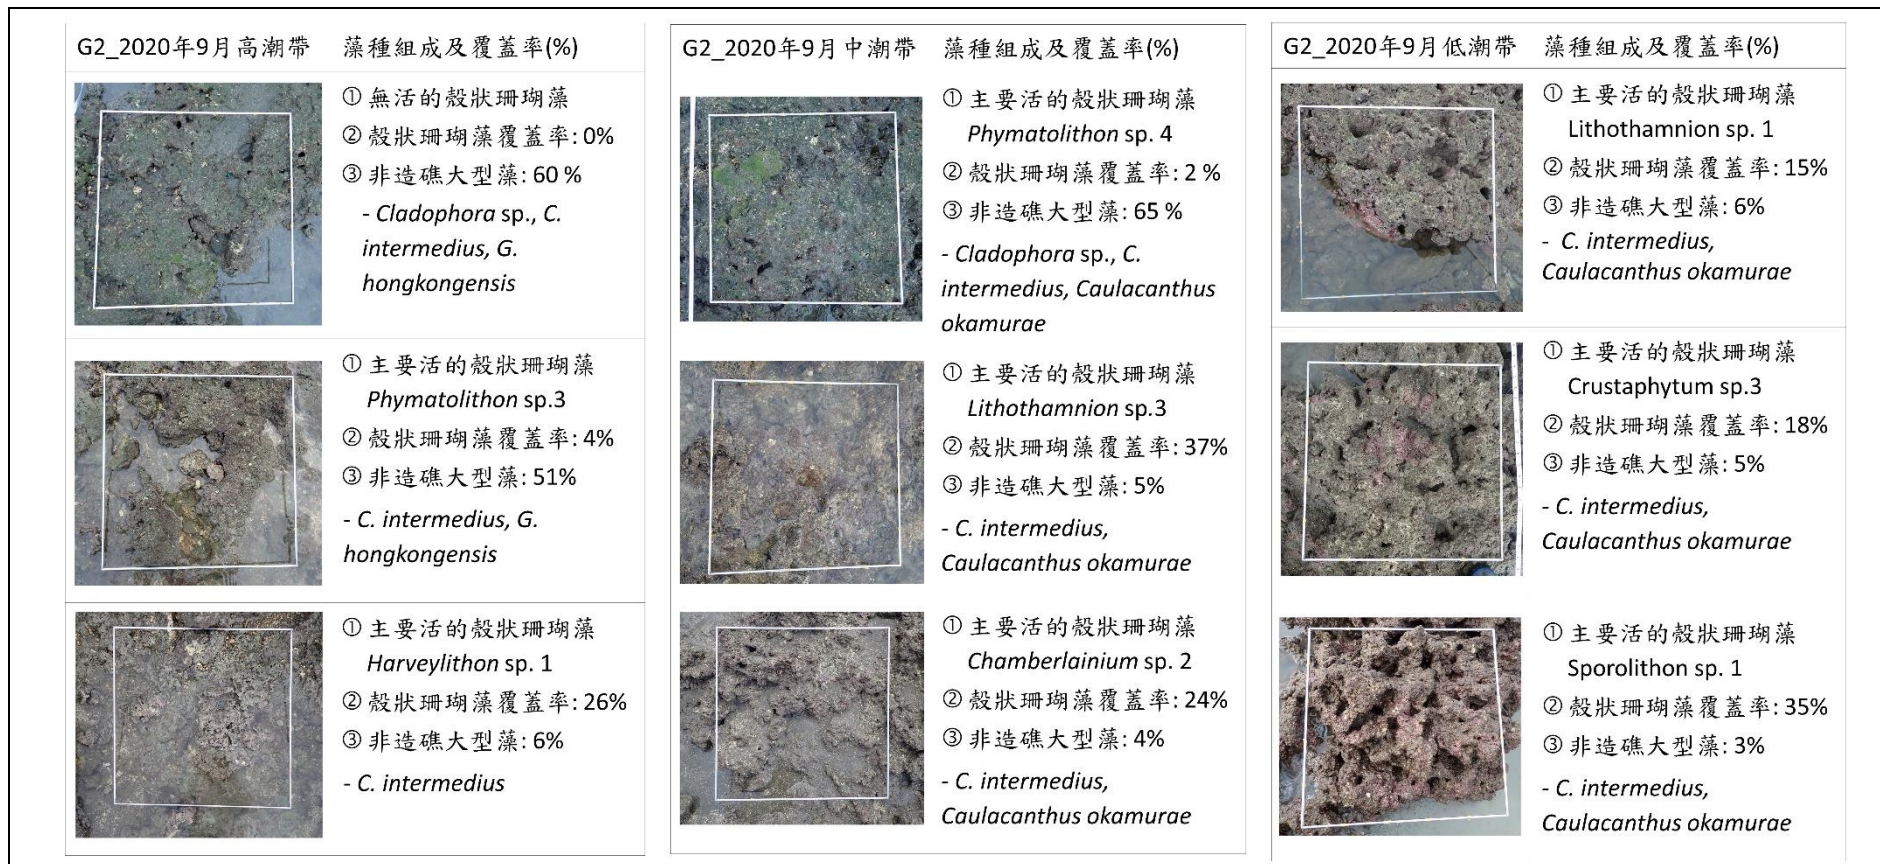 G2_2020年9月高潮帶 藻種組成及覆蓋率(%)
① 無活的殼狀珊瑚藻
② 殼狀珊瑚藻覆蓋率: 0%
③ 非造礁大型藻: 60 %
- Cladophora sp., C.
intermedius, G.
hongkongensis
① 主要活的殼狀珊瑚藻
Phymatolithon sp.3
② 殼狀珊瑚藻覆蓋率: 4%
③ 非造礁大型藻: 51%
- C. intermedius, G.
hongkongensis
① 主要活的殼狀珊瑚藻
Harveylithon sp. 1
② 殼狀珊瑚藻覆蓋率: 26%
③ 非造礁大型藻: 6%
- C. intermedius
G2_2020年9月中潮帶 藻種組成及覆蓋率(%)
① 主要活的殼狀珊瑚藻
Phymatolithon sp. 4
② 殼狀珊瑚藻覆蓋率: 2 %
③ 非造礁大型藻: 65 %
- Cladophora sp., C.
intermedius, Caulacanthus
okamurae
① 主要活的殼狀珊瑚藻
Lithothamnion sp.3
② 殼狀珊瑚藻覆蓋率: 37%
③ 非造礁大型藻: 5%
- C. intermedius,
Caulacanthus okamurae
① 主要活的殼狀珊瑚藻
Chamberlainium sp. 2
② 殼狀珊瑚藻覆蓋率: 24%
③ 非造礁大型藻: 4%
- C. intermedius,
Caulacanthus okamurae
G2_2020年9月低潮帶 藻種組成及覆蓋率(%)
① 主要活的殼狀珊瑚藻
Lithothamnion sp. 1
② 殼狀珊瑚藻覆蓋率: 15%
③ 非造礁大型藻: 6%
- C. intermedius,
Caulacanthus okamurae
① 主要活的殼狀珊瑚藻
Crustaphytum sp.3
② 殼狀珊瑚藻覆蓋率: 18%
③ 非造礁大型藻: 5%
- C. intermedius,
Caulacanthus okamurae
① 主要活的殼狀珊瑚藻
Sporolithon sp. 1
② 殼狀珊瑚藻覆蓋率: 35%
③ 非造礁大型藻: 3%
- C. intermedius,
Caulacanthus okamurae